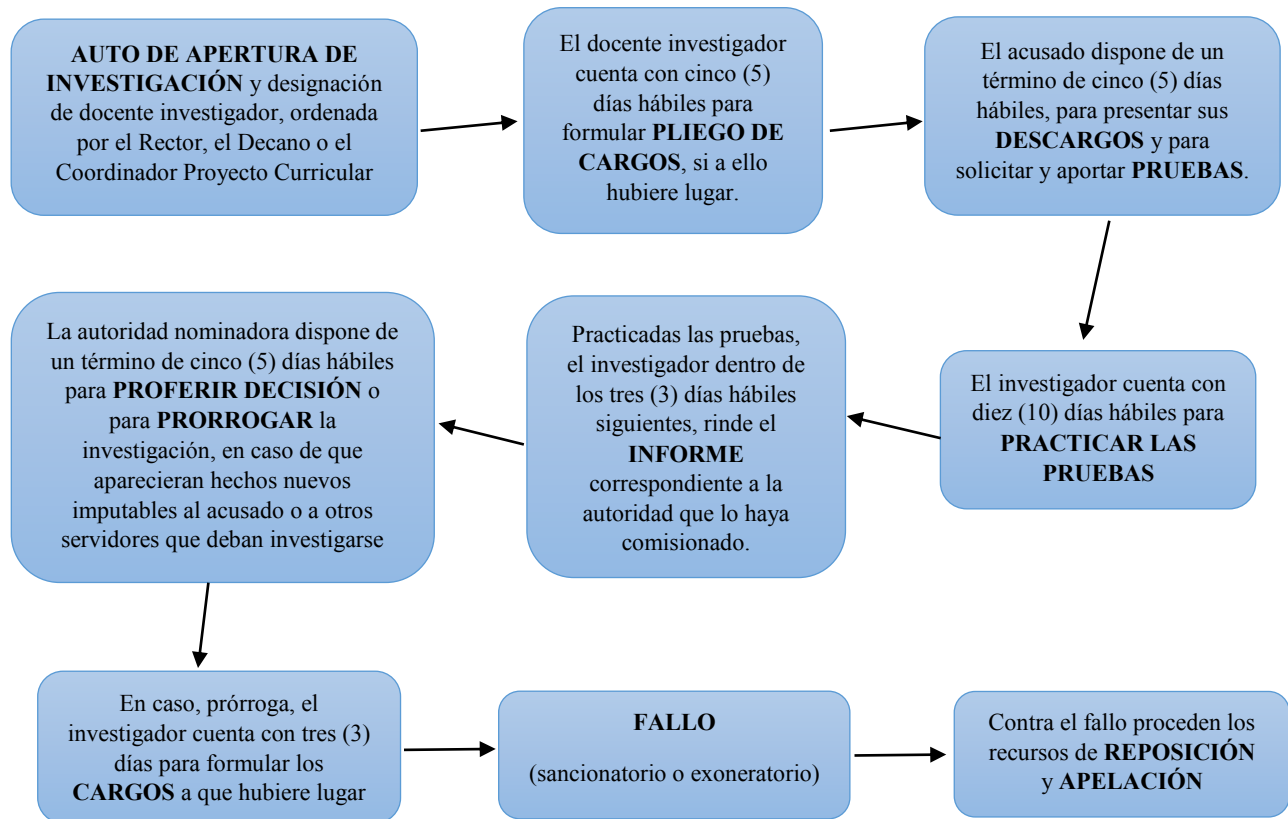 AUTO DE APERTURA DE
INVESTIGACIÓN y designación
de docente investigador, ordenada
por el Rector, el Decano o el
Coordinador Proyecto Curricular
El docente investigador
cuenta con cinco (5)
días hábiles para
formular PLIEGO DE
CARGOS, si a ello
hubiere lugar.
El acusado dispone de un
término de cinco (5) días
hábiles, para presentar sus
DESCARGOS y para
solicitar y aportar PRUEBAS.
El investigador cuenta con
diez (10) días hábiles para
PRACTICAR LAS
PRUEBAS
Practicadas las pruebas,
el investigador dentro de
los tres (3) días hábiles
siguientes, rinde el
INFORME
correspondiente a la
autoridad que lo haya
comisionado.
La autoridad nominadora dispone de
un término de cinco (5) días hábiles
para PROFERIR DECISIÓN o
para PRORROGAR la
investigación, en caso de que
aparecieran hechos nuevos
imputables al acusado o a otros
servidores que deban investigarse
En caso, prórroga, el
investigador cuenta con tres (3)
días para formular los
CARGOS a que hubiere lugar
FALLO
(sancionatorio o exoneratorio)
Contra el fallo proceden los
recursos de REPOSICIÓN
y APELACIÓN